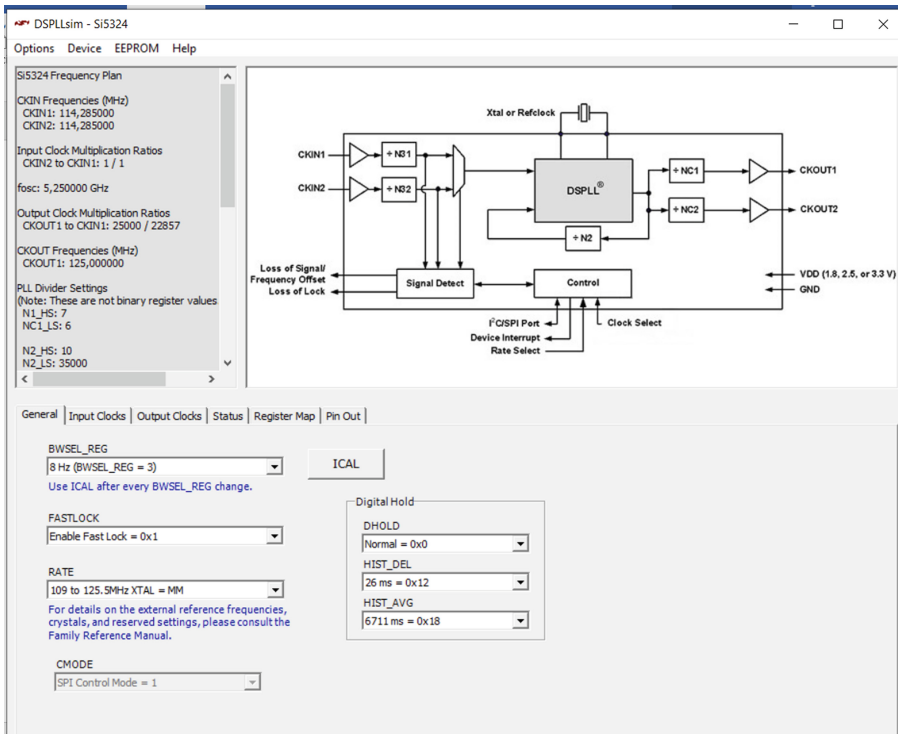 DSPLLsim - Si5324
Options Device EEPROM Help
Si5324 Frequency Plan
CKIN Frequencies (MHz)
CKIN1: 114,285000
CKIN2: 114,285000
Input Clock Multiplication Ratios
CKIN2 to CKIN1: 1 / 1
fosc: 5,250000 GHz
Output Clock Multiplication Ratios
CKOUT1 to CKIN1: 25000 / 22857
CKOUT Frequencies (MHz)
CKOUT1: 125,000000
PLL Divider Settings
(Note: These are not binary register values
N1_HS: 7
NC1_LS: 6
N2_HS: 10
N2_LS: 35000
Xtal or Refclock
CKIN1
÷ N31
CKIN2
÷ N32
DSPLL®
÷ NC1
CKOUT1
÷ NC2
CKOUT2
÷ N2
Loss of Signal/
Frequency Offset
Loss of Lock
Signal Detect
Control
VDD (1.8, 2.5, or 3.3 V)
GND
I²C/SPI Port
Clock Select
Device Interrupt
Rate Select
General Input Clocks Output Clocks Status Register Map Pin Out
BWSEL_REG
8 Hz (BWSEL_REG = 3)
Use ICAL after every BWSEL_REG change.
ICAL
FASTLOCK
Enable Fast Lock = 0x1
RATE
109 to 125.5MHz XTAL = MM
For details on the external reference frequencies,
crystals, and reserved settings, please consult the
Family Reference Manual.
CMODE
SPI Control Mode = 1
Digital Hold
DHOLD
Normal = 0x0
HIST_DEL
26 ms = 0x12
HIST_AVG
6711 ms = 0x18